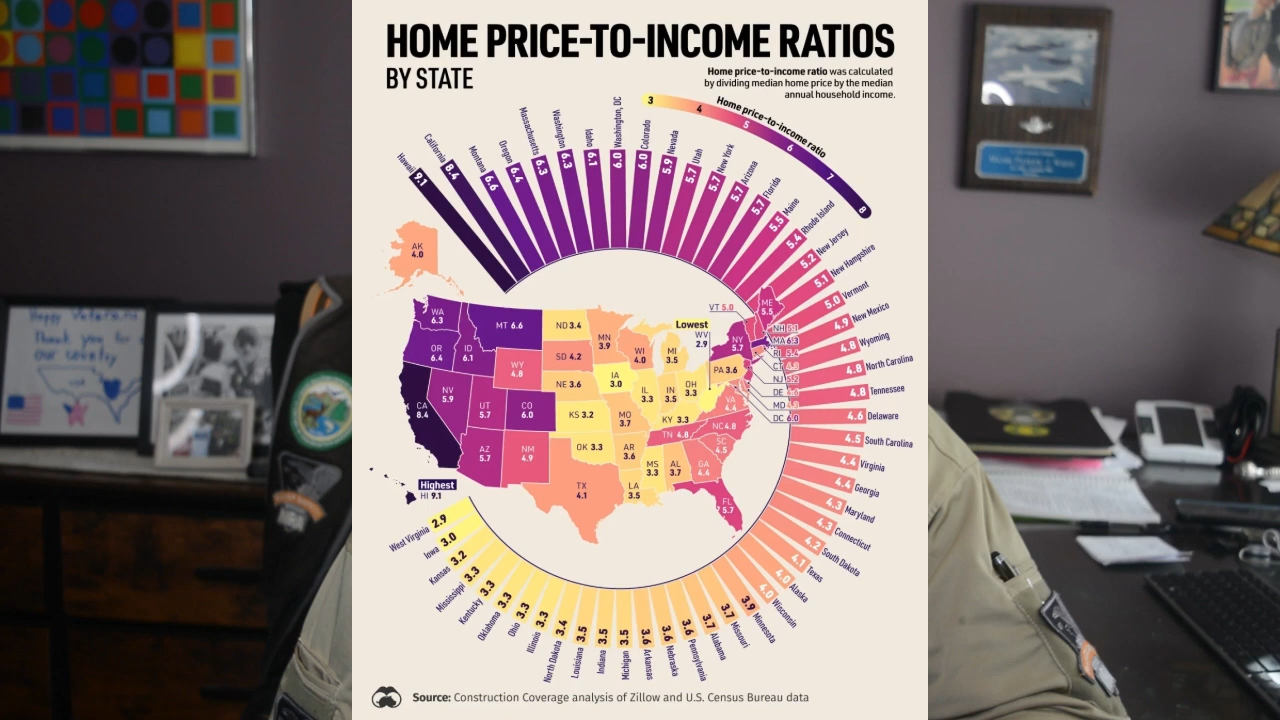 HOME PRICE-TO-INCOME RATIOS
BY STATE
Home price-to-income ratio was calculated
by dividing median home price by the median
annual household income.
Home price-to-income ratio
3
4
5
6
7
8
Hawaii 9.1
California 8.4
Montana 6.6
Oregon 6.4
Massachusetts 6.3
Washington 6.3
Idaho 6.1
Washington, DC 6.0
Colorado 6.0
Nevada 5.9
Utah 5.7
New York 5.7
Arizona 5.7
Florida 5.7
Maine 5.5
Rhode Island 5.4
New Jersey 5.2
New Hampshire 5.1
Vermont 5.0
New Mexico 4.9
Wyoming 4.8
North Carolina 4.8
Tennessee 4.8
Delaware 4.6
South Carolina 4.5
Virginia 4.4
Georgia 4.4
Maryland 4.3
Connecticut 4.3
South Dakota 4.2
Texas 4.1
Alaska 4.0
Wisconsin 4.0
Minnesota 3.9
Missouri 3.7
Alabama 3.7
Pennsylvania 3.6
Nebraska 3.6
Arkansas 3.6
Michigan 3.5
Indiana 3.5
Louisiana 3.5
North Dakota 3.4
Illinois 3.3
Ohio 3.3
Oklahoma 3.3
Kentucky 3.3
Mississippi 3.3
Kansas 3.2
Iowa 3.0
West Virginia 2.9
AK
4.0
WA
6.3
OR
6.4
ID
6.1
MT 6.6
ND 3.4
MN
3.9
WI
4.0
MI
3.5
Lowest
WV
2.9
VT 5.0
ME
5.5
NH 5.1
MA 6.3
RI 5.4
CT 4.3
NJ 5.2
DE 4.6
MD 4.3
DC 6.0
NY
5.7
PA 3.6
WY
4.8
SD 4.2
IA
3.0
NE 3.6
IL
3.3
IN
3.5
OH
3.3
CA
8.4
NV
5.9
UT
5.7
CO
6.0
KS 3.2
MO
3.7
KY 3.3
VA
4.4
NC 4.8
TN 4.8
SC
4.5
AZ
5.7
NM
4.9
OK 3.3
AR
3.6
MS
3.3
AL
3.7
GA
4.4
TX
4.1
LA
3.5
FL
5.7
Highest
HI 9.1
Source: Construction Coverage analysis of Zillow and U.S. Census Bureau data
Happy Veterans
Thank you for
our country